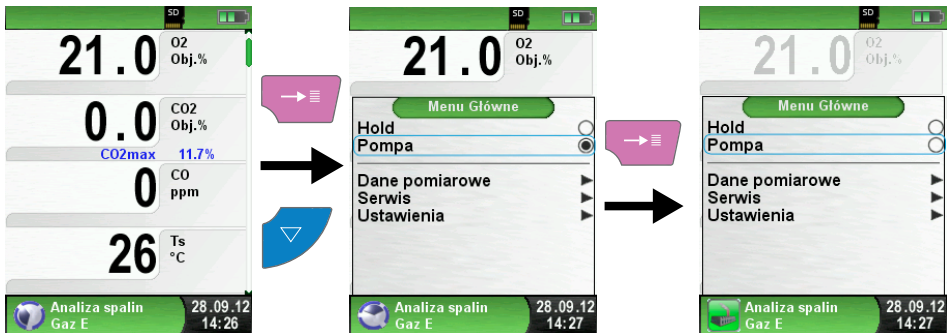 SD
21.0 O2 Obj.%
0.0 CO2 Obj.%
CO2max 11.7%
0 CO ppm
26 Ts °C
Analiza spalin 28.09.12
Gaz E 14:26
SD
21.0 O2 Obj.%
Menu Główne
Hold
Pompa
Dane pomiarowe
Serwis
Ustawienia
Analiza spalin 28.09.12
Gaz E 14:27
SD
21.0 O2 Obj.%
Menu Główne
Hold
Pompa
Dane pomiarowe
Serwis
Ustawienia
Analiza spalin 28.09.12
Gaz E 14:27